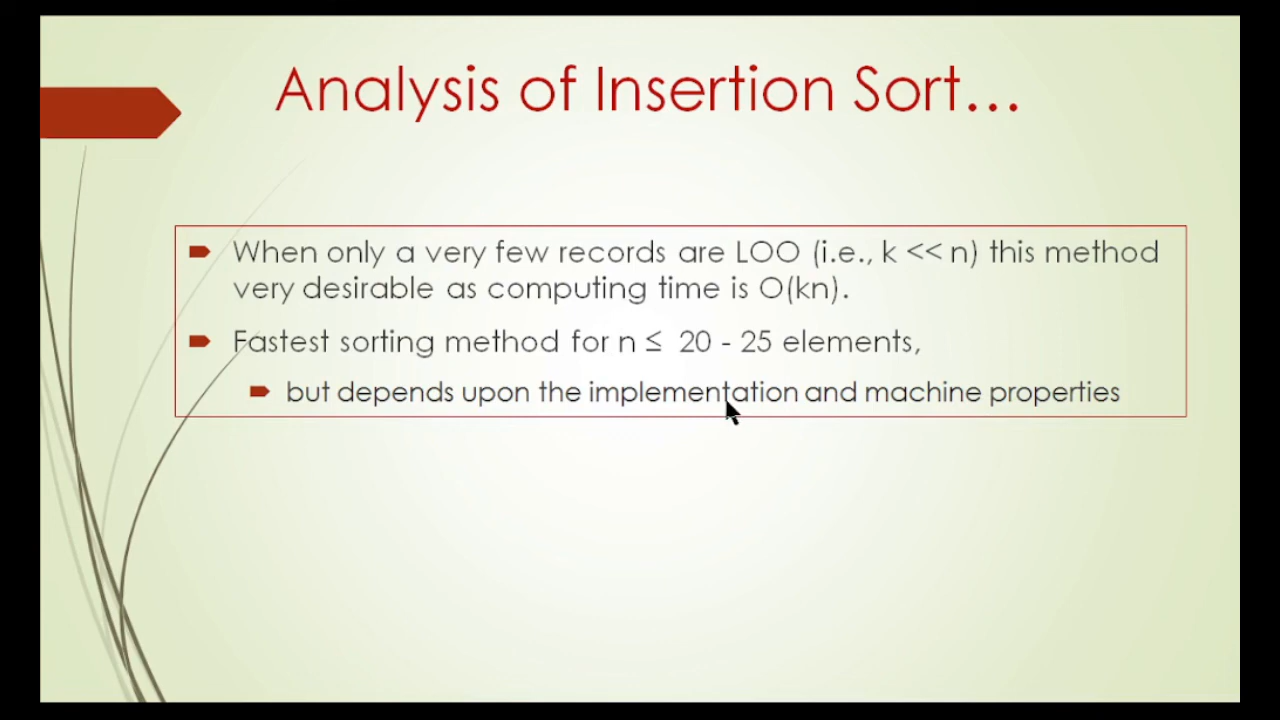 Analysis of Insertion Sort...
When only a very few records are LOO (i.e., k << n) this method
very desirable as computing time is O(kn).
Fastest sorting method for n ≤ 20 - 25 elements,
but depends upon the implementation and machine properties